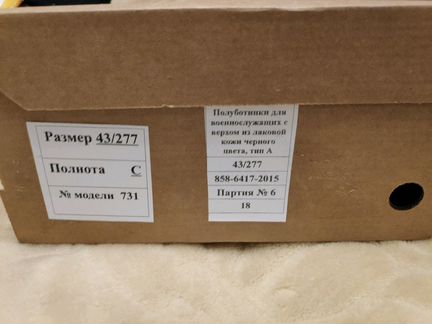 Размер 43/277
Полнота С
№ модели 731
Полуботинки для
военнослужащих с
верхом из лаковой
кожи черного
цвета, тип А
43/277
858-6417-2015
Партия № 6
18